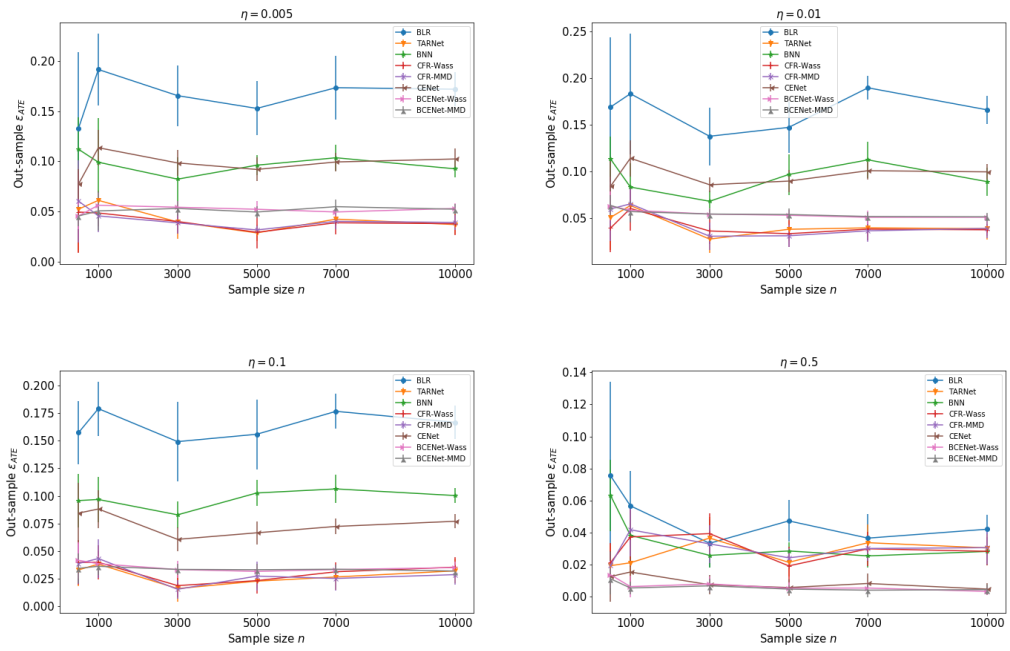 η = 0.005
Out-sample ε_ATE
0.20
0.15
0.10
0.05
0.00
BLR
TARNet
BNN
CFR-Wass
CFR-MMD
CENet
BCENet-Wass
BCENet-MMD
1000 3000 5000 7000 10000
Sample size n
η = 0.01
Out-sample ε_ATE
0.25
0.20
0.15
0.10
0.05
BLR
TARNet
BNN
CFR-Wass
CFR-MMD
CENet
BCENet-Wass
BCENet-MMD
1000 3000 5000 7000 10000
Sample size n
η = 0.1
Out-sample ε_ATE
0.200
0.175
0.150
0.125
0.100
0.075
0.050
0.025
0.000
BLR
TARNet
BNN
CFR-Wass
CFR-MMD
CENet
BCENet-Wass
BCENet-MMD
1000 3000 5000 7000 10000
Sample size n
η = 0.5
Out-sample ε_ATE
0.14
0.12
0.10
0.08
0.06
0.04
0.02
0.00
BLR
TARNet
BNN
CFR-Wass
CFR-MMD
CENet
BCENet-Wass
BCENet-MMD
1000 3000 5000 7000 10000
Sample size n